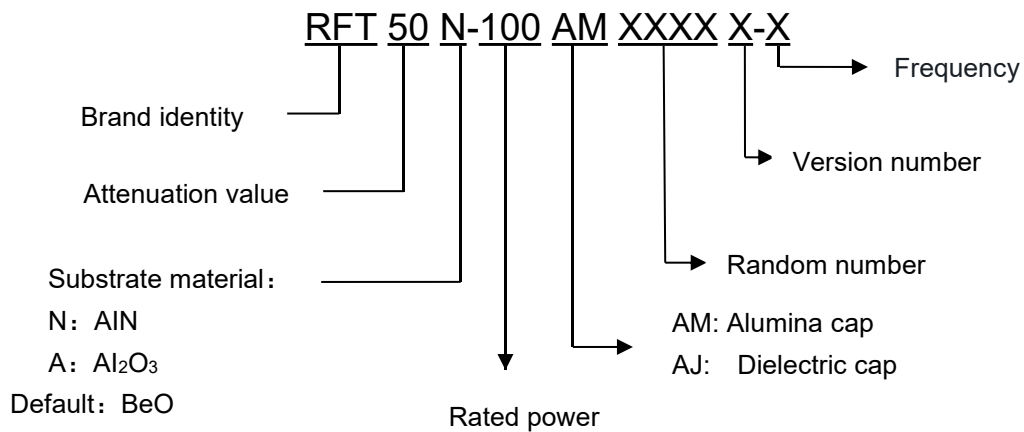 RFT 50 N-100 AM XXXX X-X
Frequency
Brand identity
Version number
Attenuation value
Random number
Substrate material：
N：AlN
A：Al₂O₃
Default：BeO
AM: Alumina cap
AJ: Dielectric cap
Rated power